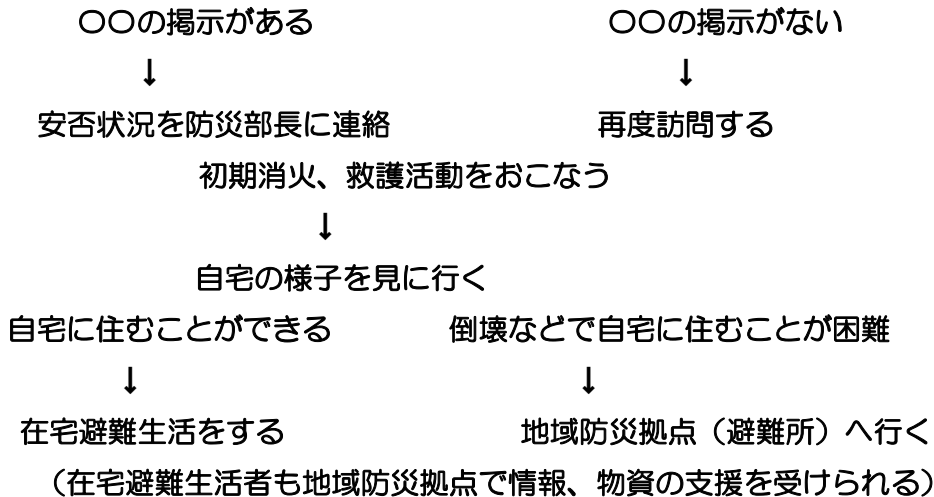 〇〇の掲示がある　〇〇の掲示がない
↓　↓
安否状況を防災部長に連絡　再度訪問する
初期消火、救護活動をおこなう
↓
自宅の様子を見に行く
自宅に住むことができる　倒壊などで自宅に住むことが困難
↓　↓
在宅避難生活をする　地域防災拠点（避難所）へ行く
（在宅避難生活者も地域防災拠点で情報、物資の支援を受けられる）